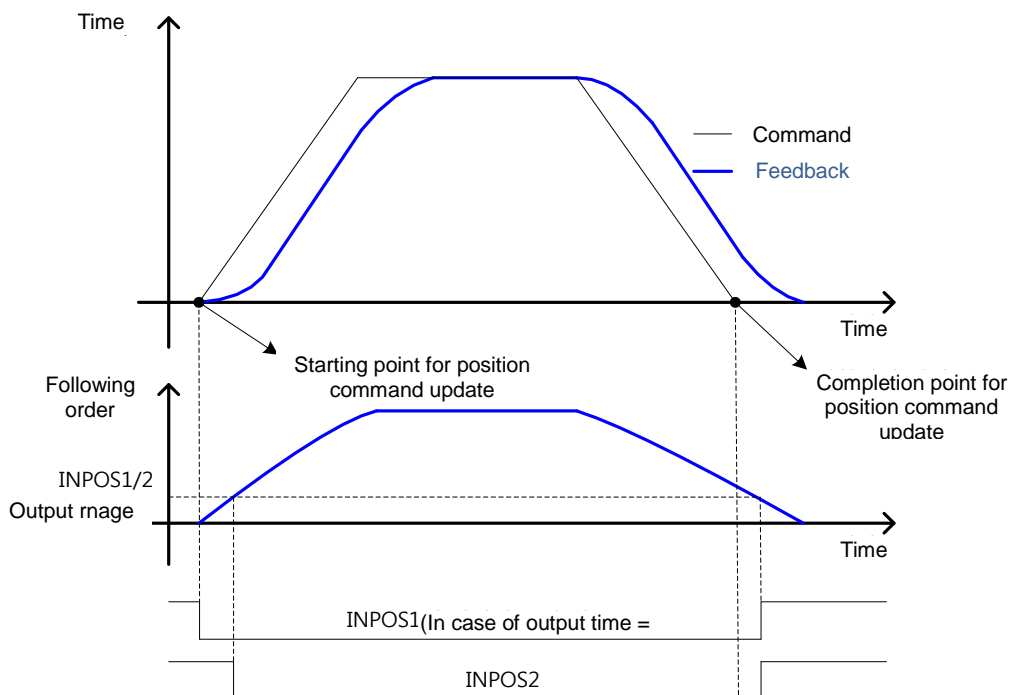 Time
Command
Feedback
Time
Starting point for position
command update
Completion point for
position command
update
Following
order
INPOS1/2
Output rnage
Time
INPOS1(In case of output time =
INPOS2